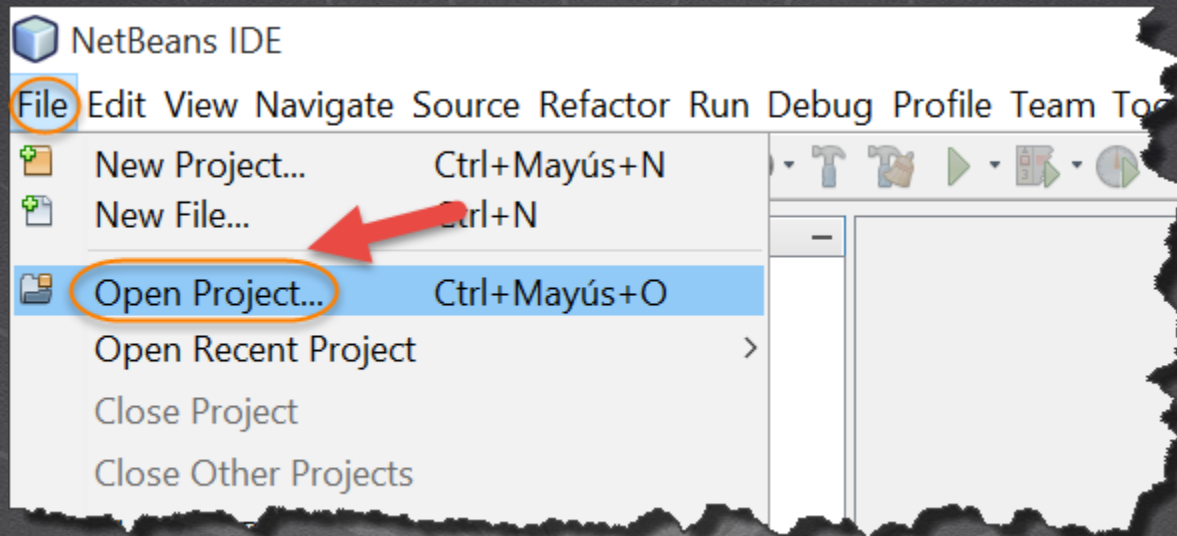 NetBeans IDE
File Edit View Navigate Source Refactor Run Debug Profile Team
New Project... Ctrl+Mayús+N
New File... Ctrl+N
Open Project... Ctrl+Mayús+O
Open Recent Project
Close Project
Close Other Projects